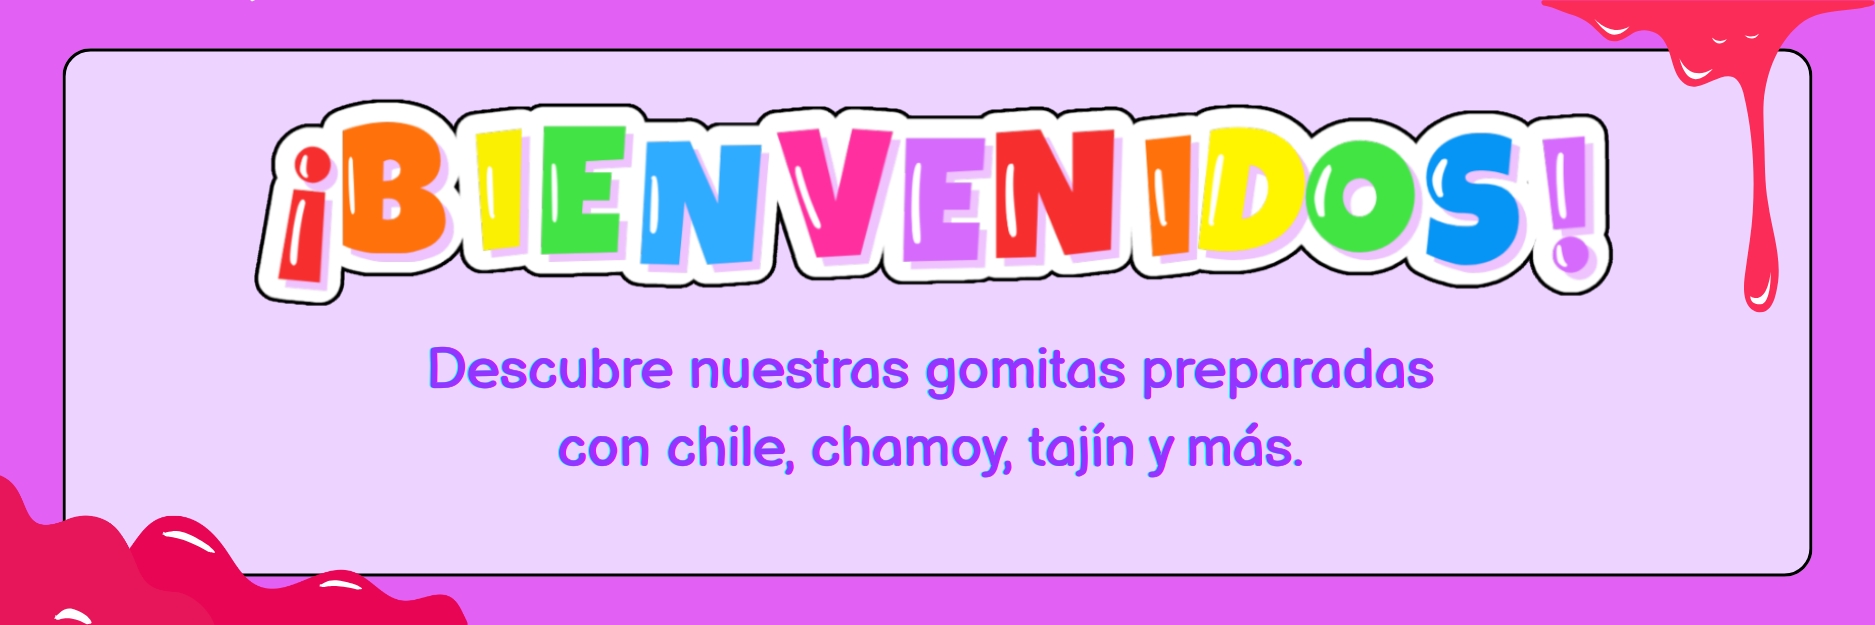 ¡BIENVENIDOS!
Descubre nuestras gomitas preparadas
con chile, chamoy, tajín y más.